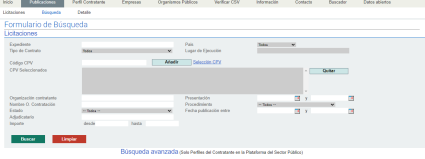 Inicio Publicaciones Perfil Contratante Empresas Organismos Públicos Verificar CSV Información Contacto Buscador Datos abiertos
Licitaciones Búsqueda Detalle
Formulario de Búsqueda
Licitaciones
Expediente País Todos
Tipo de Contrato Todos Lugar de Ejecución
Código CPV Añadir Selección CPV
CPV Seleccionados Quitar
Organización contratante Presentación y
Nombre O. Contratación Procedimiento -- Todos --
Estado -- Todos -- Fecha publicación entre y
Adjudicatario
Importe desde hasta
Buscar Limpiar
Búsqueda avanzada (Solo Perfiles del Contratante en la Plataforma del Sector Público)